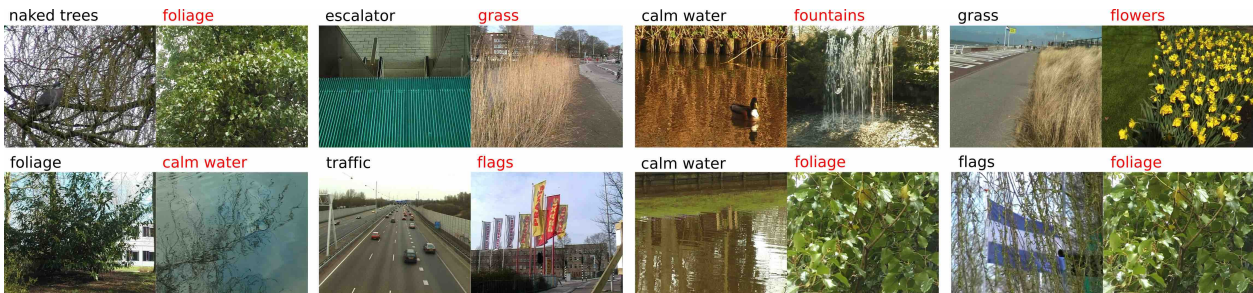 naked trees foliage escalator grass calm water fountains grass flowers
foliage calm water traffic flags calm water foliage flags foliage